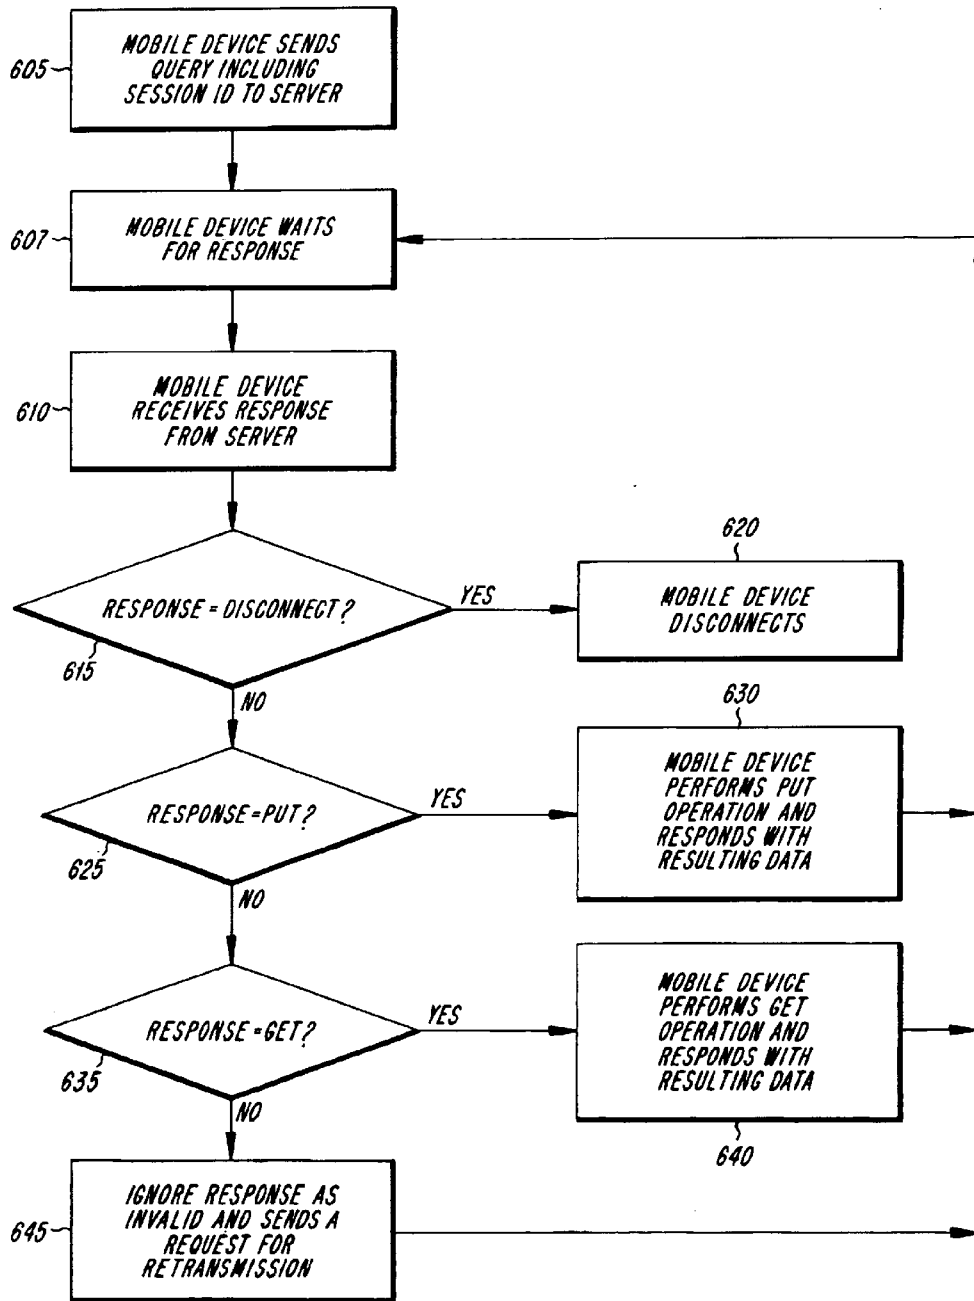 605
MOBILE DEVICE SENDS
QUERY INCLUDING
SESSION ID TO SERVER
607
MOBILE DEVICE WAITS
FOR RESPONSE
610
MOBILE DEVICE
RECEIVES RESPONSE
FROM SERVER
RESPONSE = DISCONNECT?
615
YES
NO
620
MOBILE DEVICE
DISCONNECTS
RESPONSE=PUT?
625
YES
NO
630
MOBILE DEVICE
PERFORMS PUT
OPERATION AND
RESPONDS WITH
RESULTING DATA
RESPONSE=GET?
635
YES
NO
MOBILE DEVICE
PERFORMS GET
OPERATION AND
RESPONDS WITH
RESULTING DATA
640
645
IGNORE RESPONSE AS
INVALID AND SENDS A
REQUEST FOR
RETRANSMISSION